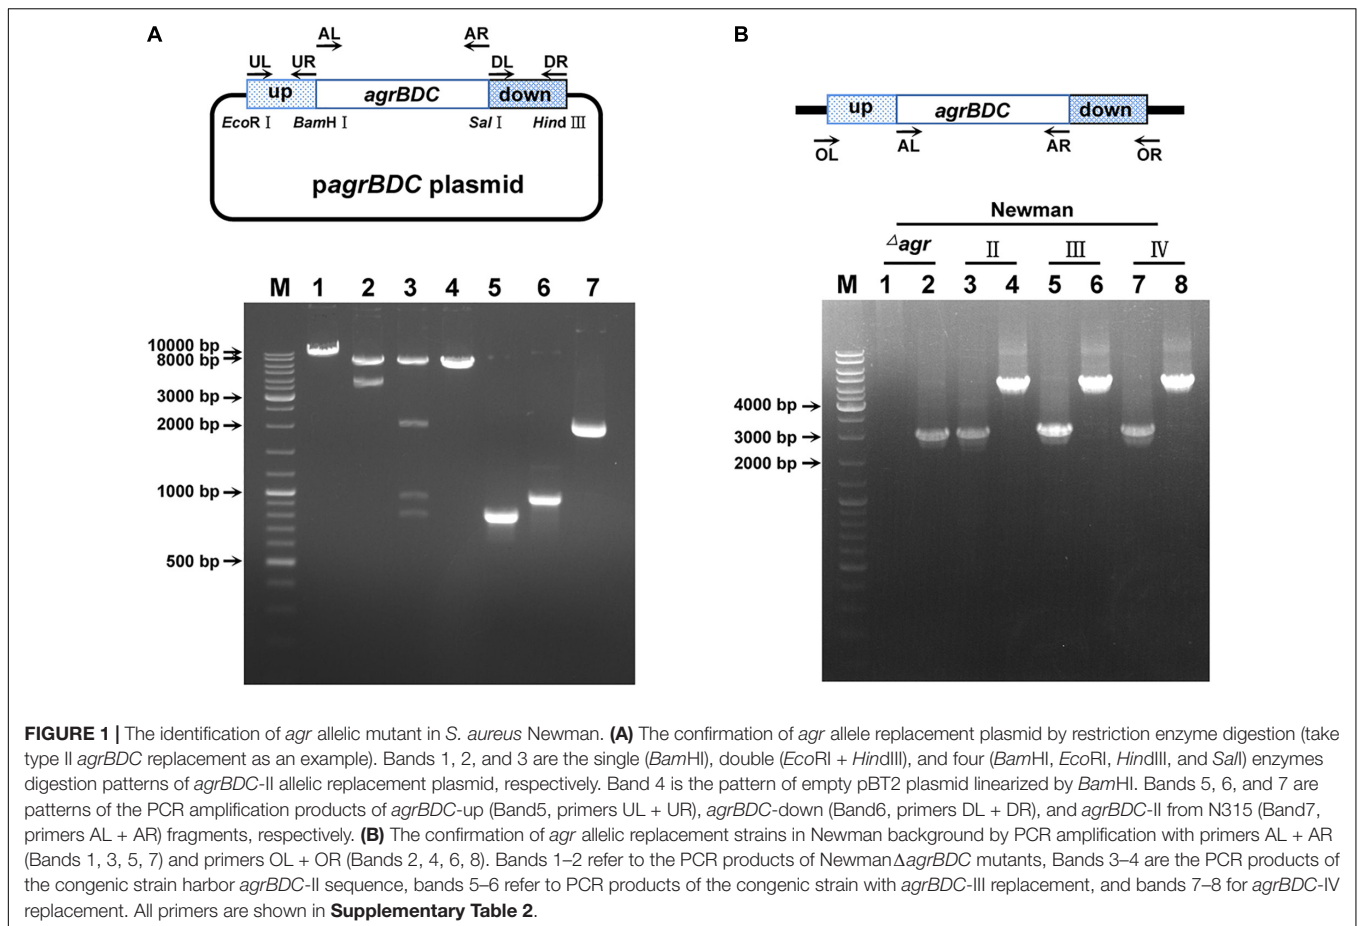 A
AL AR
UL UR DL DR
up agrBDC down
EcoR I BamH I Sal I Hind III
pagrBDC plasmid
M 1 2 3 4 5 6 7
10000 bp
8000 bp
3000 bp
2000 bp
1000 bp
500 bp
B
up agrBDC down
OL AL AR OR
Newman
△agr II III IV
M 1 2 3 4 5 6 7 8
4000 bp
3000 bp
2000 bp
FIGURE 1 | The identification of agr allelic mutant in S. aureus Newman. (A) The confirmation of agr allele replacement plasmid by restriction enzyme digestion (take
type II agrBDC replacement as an example). Bands 1, 2, and 3 are the single (BamHI), double (EcoRI + HindIII), and four (BamHI, EcoRI, HindIII, and SalI) enzymes
digestion patterns of agrBDC-II allelic replacement plasmid, respectively. Band 4 is the pattern of empty pBT2 plasmid linearized by BamHI. Bands 5, 6, and 7 are
patterns of the PCR amplification products of agrBDC-up (Band5, primers UL + UR), agrBDC-down (Band6, primers DL + DR), and agrBDC-II from N315 (Band7,
primers AL + AR) fragments, respectively. (B) The confirmation of agr allelic replacement strains in Newman background by PCR amplification with primers AL + AR
(Bands 1, 3, 5, 7) and primers OL + OR (Bands 2, 4, 6, 8). Bands 1–2 refer to the PCR products of NewmanΔagrBDC mutants, Bands 3–4 are the PCR products of
the congenic strain harbor agrBDC-II sequence, bands 5–6 refer to PCR products of the congenic strain with agrBDC-III replacement, and bands 7–8 for agrBDC-IV
replacement. All primers are shown in Supplementary Table 2.